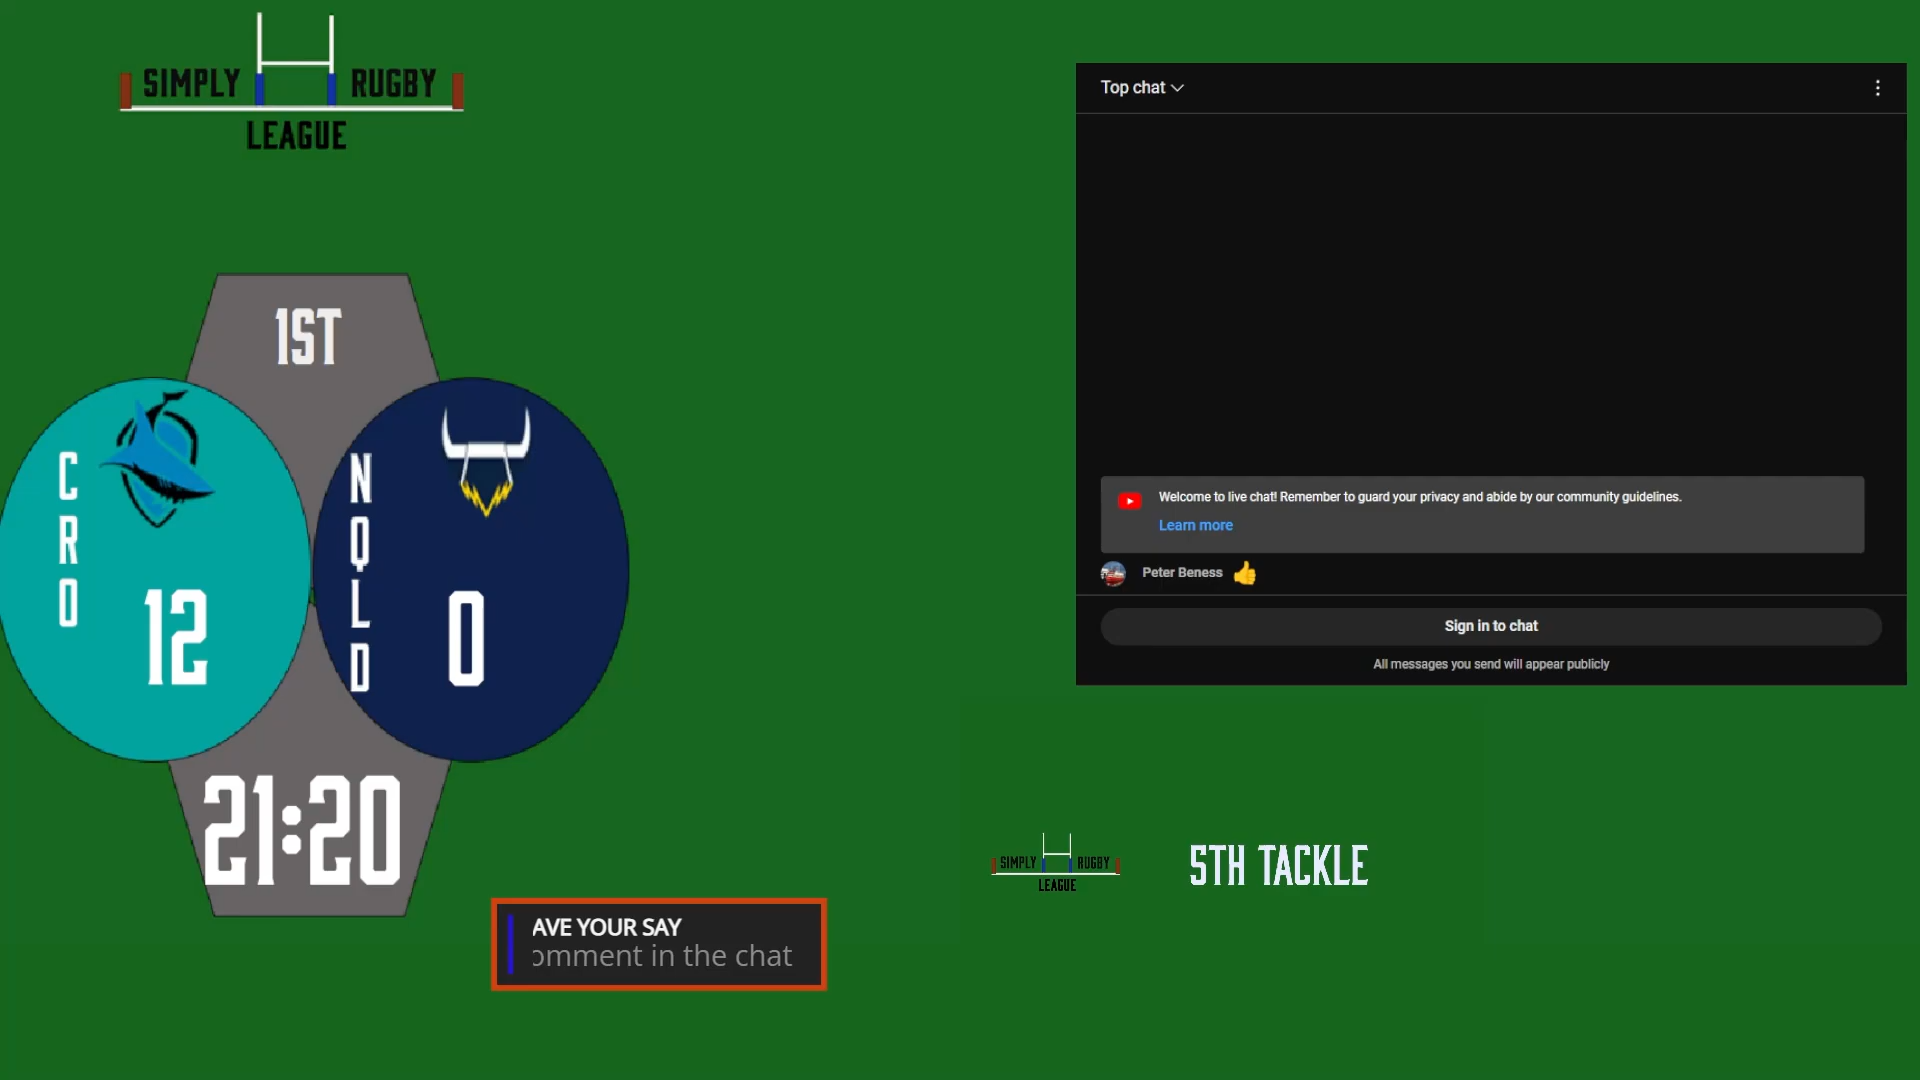 SIMPLY RUGBY
LEAGUE
1ST
CRO
12
NQLD
0
21:20
AVE YOUR SAY
omment in the chat
Top chat
Welcome to live chat! Remember to guard your privacy and abide by our community guidelines.
Learn more
Peter Beness 👍
Sign in to chat
All messages you send will appear publicly
SIMPLY RUGBY
LEAGUE
5TH TACKLE